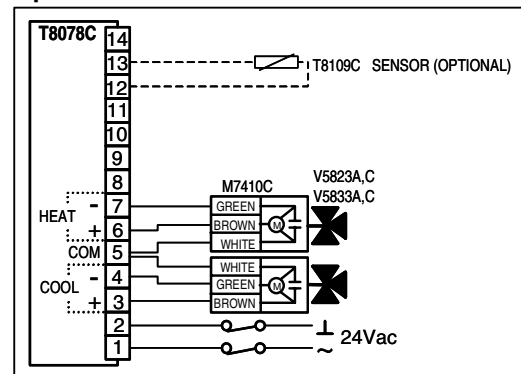 T8078C
14
13
T8109C SENSOR (OPTIONAL)
12
11
10
9
8
M7410C
V5823A,C
V5833A,C
HEAT
-
7
GREEN
+
6
BROWN
M
COM
5
WHITE
WHITE
COOL
-
4
GREEN
M
+
3
BROWN
2
⊥
24Vac
1
~